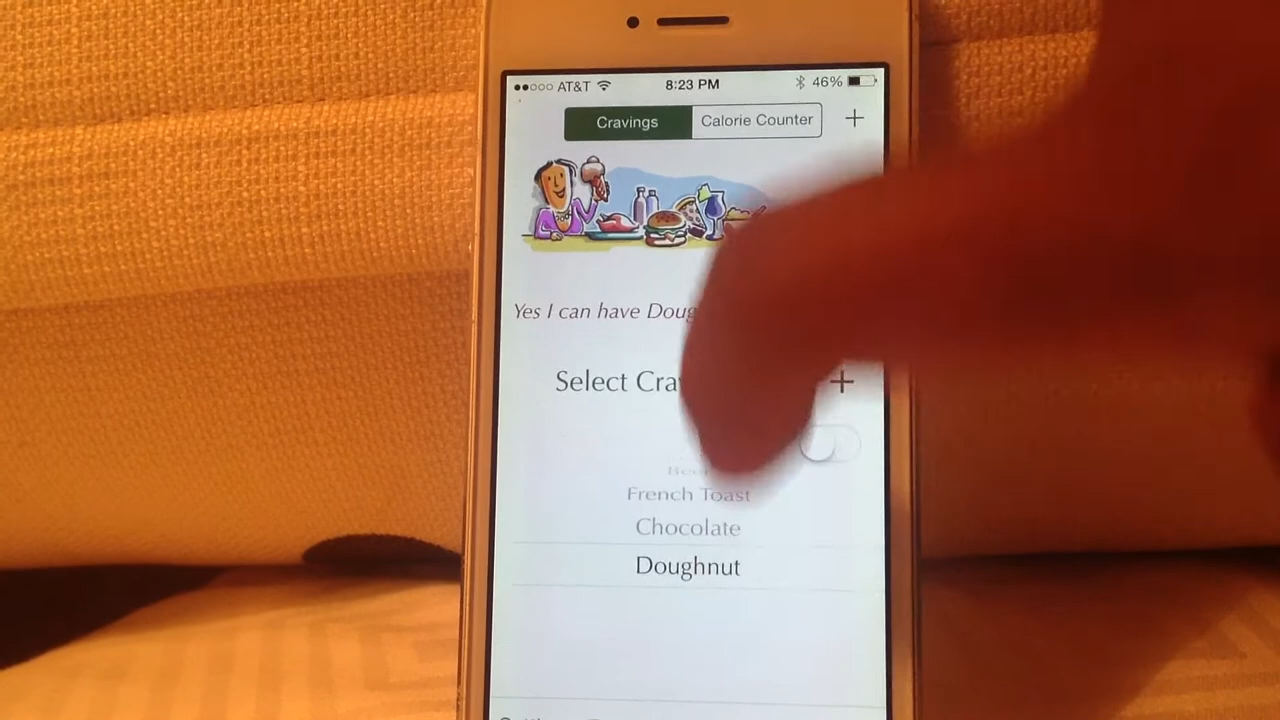 AT&T 8:23 PM 46%
Cravings Calorie Counter +
Yes I can have
Select +
French Toast
Chocolate
Doughnut